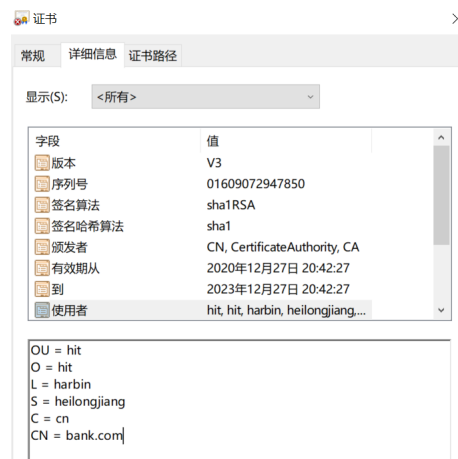 证书
常规 详细信息 证书路径
显示(S): <所有>
字段 值
版本 V3
序列号 01609072947850
签名算法 sha1RSA
签名哈希算法 sha1
颁发者 CN, CertificateAuthority, CA
有效期从 2020年12月27日 20:42:27
到 2023年12月27日 20:42:27
使用者 hit, hit, harbin, heilongjiang,...
OU = hit
O = hit
L = harbin
S = heilongjiang
C = cn
CN = bank.com